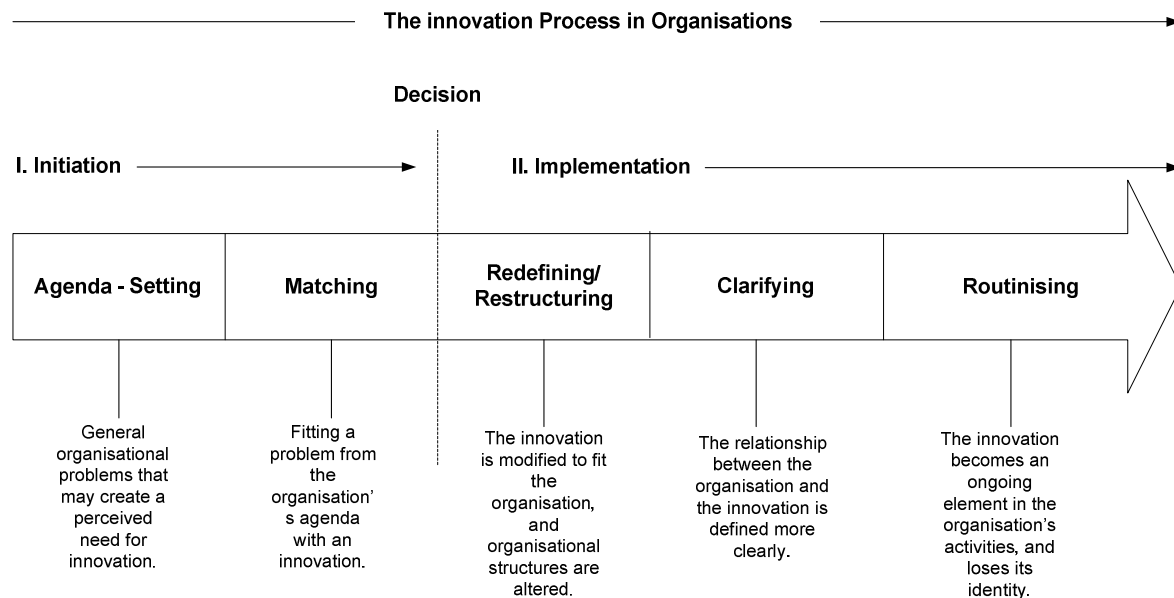 The innovation Process in Organisations
Decision
I. Initiation
II. Implementation
Agenda - Setting
Matching
Redefining/
Restructuring
Clarifying
Routinising
General
organisational
problems that
may create a
perceived
need for
innovation.
Fitting a
problem from
the
organisation'
s agenda
with an
innovation.
The innovation
is modified to fit
the
organisation,
and
organisational
structures are
altered.
The relationship
between the
organisation and
the innovation is
defined more
clearly.
The innovation
becomes an
ongoing
element in the
organisation's
activities, and
loses its
identity.